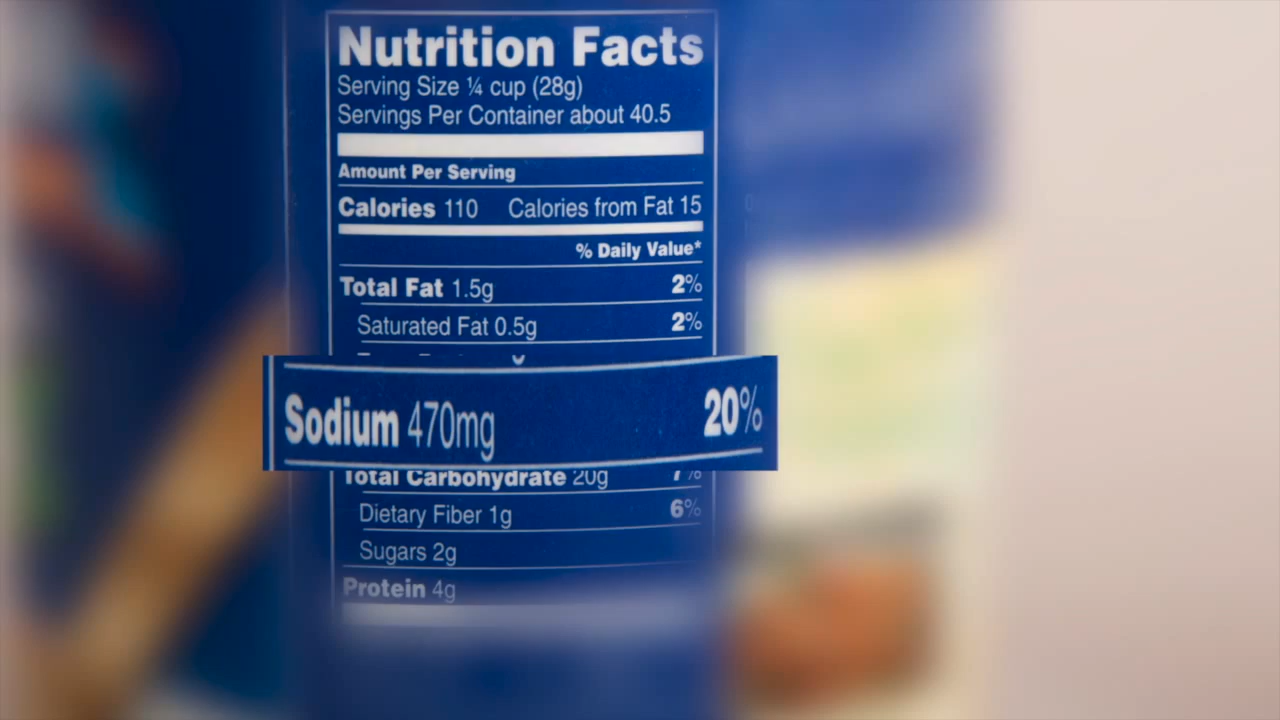 Nutrition Facts
Serving Size ¼ cup (28g)
Servings Per Container about 40.5
Amount Per Serving
Calories 110 Calories from Fat 15
% Daily Value*
Total Fat 1.5g 2%
Saturated Fat 0.5g 2%
Sodium 470mg 20%
Total Carbohydrate 20g 7%
Dietary Fiber 1g 6%
Sugars 2g
Protein 4g